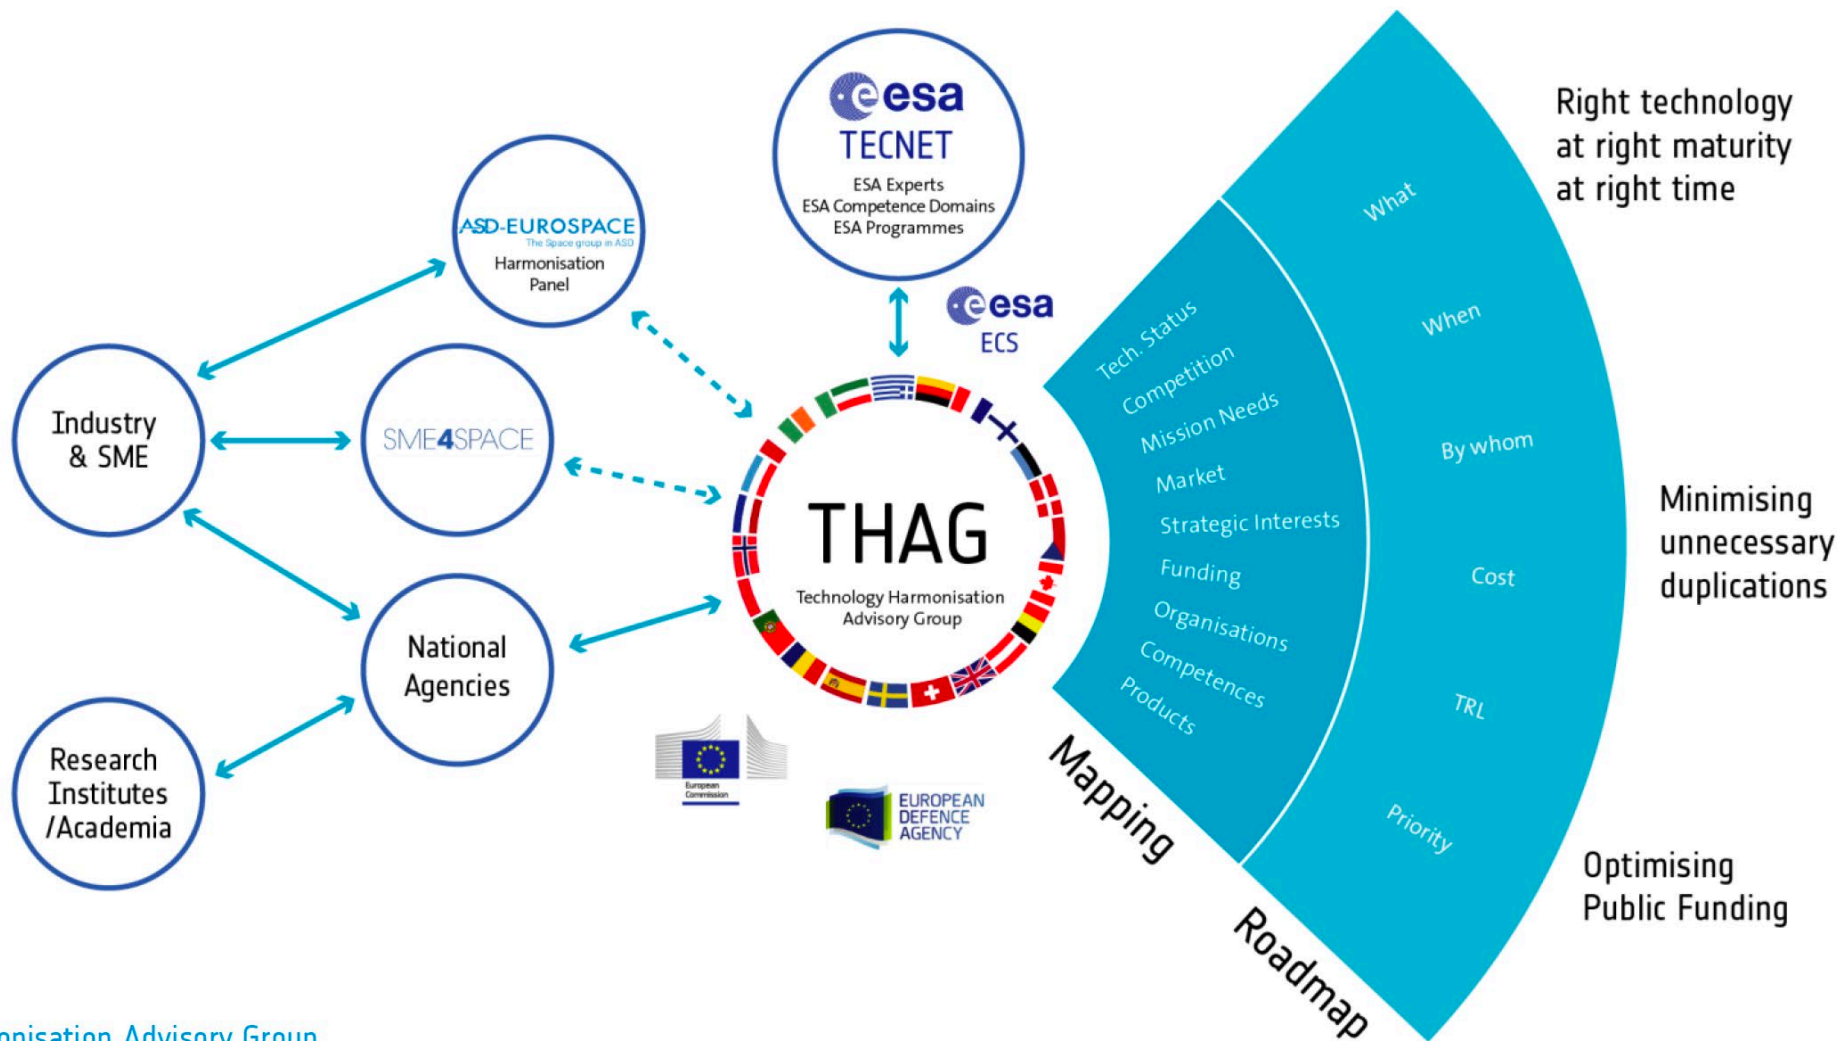 esa
TECNET
ESA Experts
ESA Competence Domains
ESA Programmes
ASD-EUROSPACE
The Space group in ASD
Harmonisation
Panel
esa
ECS
Industry
& SME
SME4SPACE
National
Agencies
Research
Institutes
/Academia
THAG
Technology Harmonisation
Advisory Group
European
Commission
EUROPEAN
DEFENCE
AGENCY
Tech. Status
Competition
Mission Needs
Market
Strategic Interests
Funding
Organisations
Competences
Products
Mapping
What
When
By whom
Cost
TRL
Priority
Roadmap
Right technology
at right maturity
at right time
Minimising
unnecessary
duplications
Optimising
Public Funding
Advisory Group